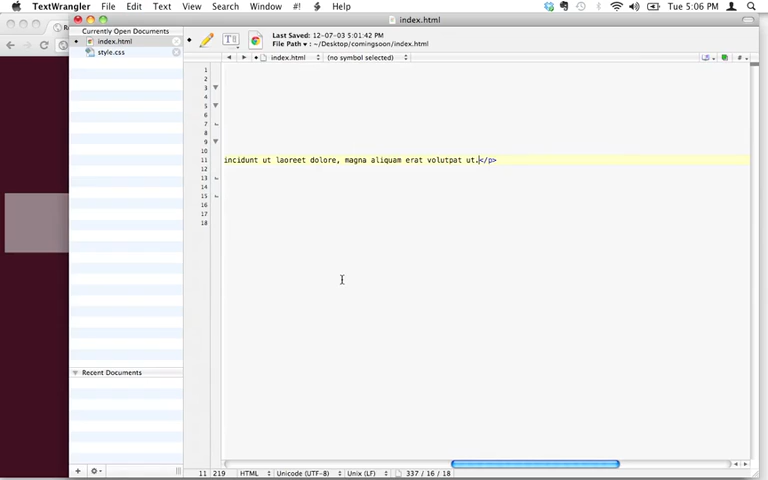 TextWrangler File Edit Text View Search Window #! Help Tue 5:06 PM
index.html
Currently Open Documents
index.html
style.css
Last Saved: 12-07-03 5:01:42 PM
File Path ▾ : ~/Desktop/comingsoon/index.html
index.html (no symbol selected)
1
2
3
4
5
6
7
8
9
10
11 incidunt ut laoreet dolore, magna aliquam erat volutpat ut.</p>
12
13
14
15
16
17
18
Recent Documents
11 219 HTML Unicode (UTF-8) Unix (LF) 337 / 16 / 18